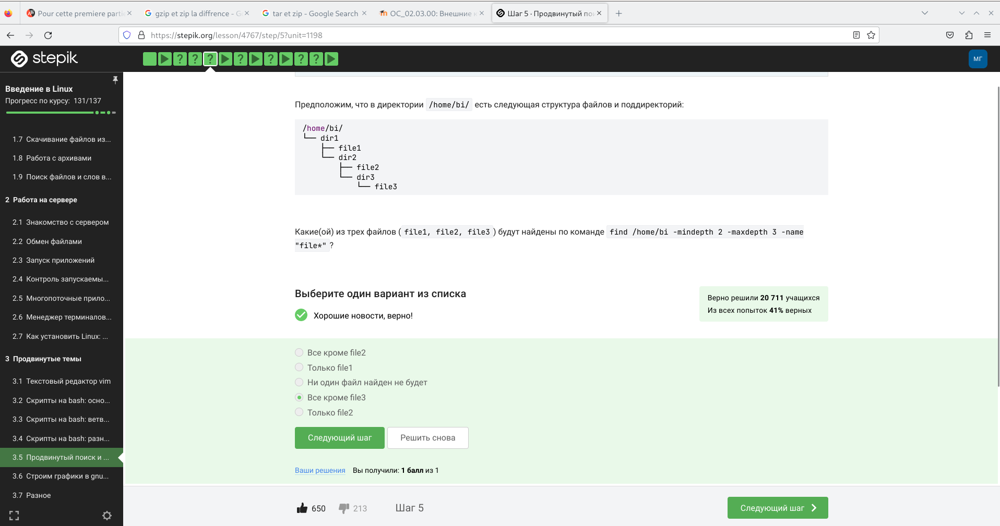 Pour cette premiere parti
gzip et zip la diffrence - G
tar et zip - Google Search
ОС_02.03.00: Внешние к
Шаг 5 · Продвинутый по
https://stepik.org/lesson/4767/step/5?unit=1198
stepik
МГ
Введение в Linux
Прогресс по курсу: 131/137
1.7 Скачивание файлов из...
1.8 Работа с архивами
1.9 Поиск файлов и слов в...
2 Работа на сервере
2.1 Знакомство с сервером
2.2 Обмен файлами
2.3 Запуск приложений
2.4 Контроль запускаемы...
2.5 Многопоточные прило...
2.6 Менеджер терминалов...
2.7 Как установить Linux: ...
3 Продвинутые темы
3.1 Текстовый редактор vim
3.2 Скрипты на bash: осно...
3.3 Скрипты на bash: ветв...
3.4 Скрипты на bash: разн...
3.5 Продвинутый поиск и ...
3.6 Строим графики в gnu...
3.7 Разное
Предположим, что в директории /home/bi/ есть следующая структура файлов и поддиректорий:
/home/bi/
└── dir1
├── file1
└── dir2
├── file2
└── dir3
└── file3
Какие(ой) из трех файлов ( file1, file2, file3 ) будут найдены по команде find /home/bi -mindepth 2 -maxdepth 3 -name
"file*" ?
Выберите один вариант из списка
Хорошие новости, верно!
Верно решили 20 711 учащихся
Из всех попыток 41% верных
Все кроме file2
Только file1
Ни один файл найден не будет
Все кроме file3
Только file2
Следующий шаг
Решить снова
Ваши решения Вы получили: 1 балл из 1
650
213
Шаг 5
Следующий шаг